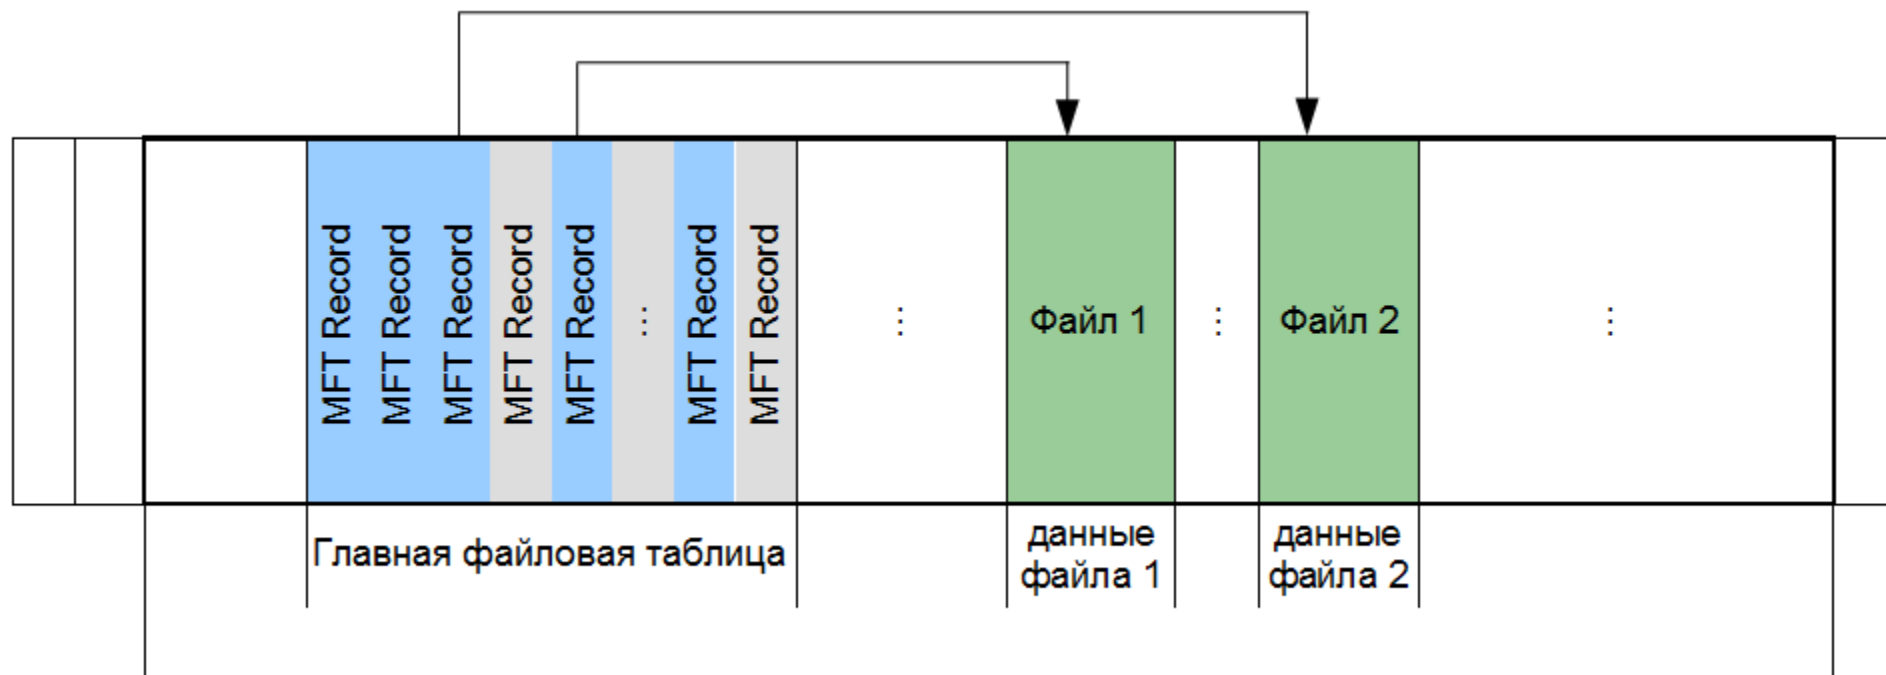 MFT Record
MFT Record
MFT Record
MFT Record
MFT Record
...
MFT Record
MFT Record
...
Файл 1
...
Файл 2
...
Главная файловая таблица
данные
файла 1
данные
файла 2